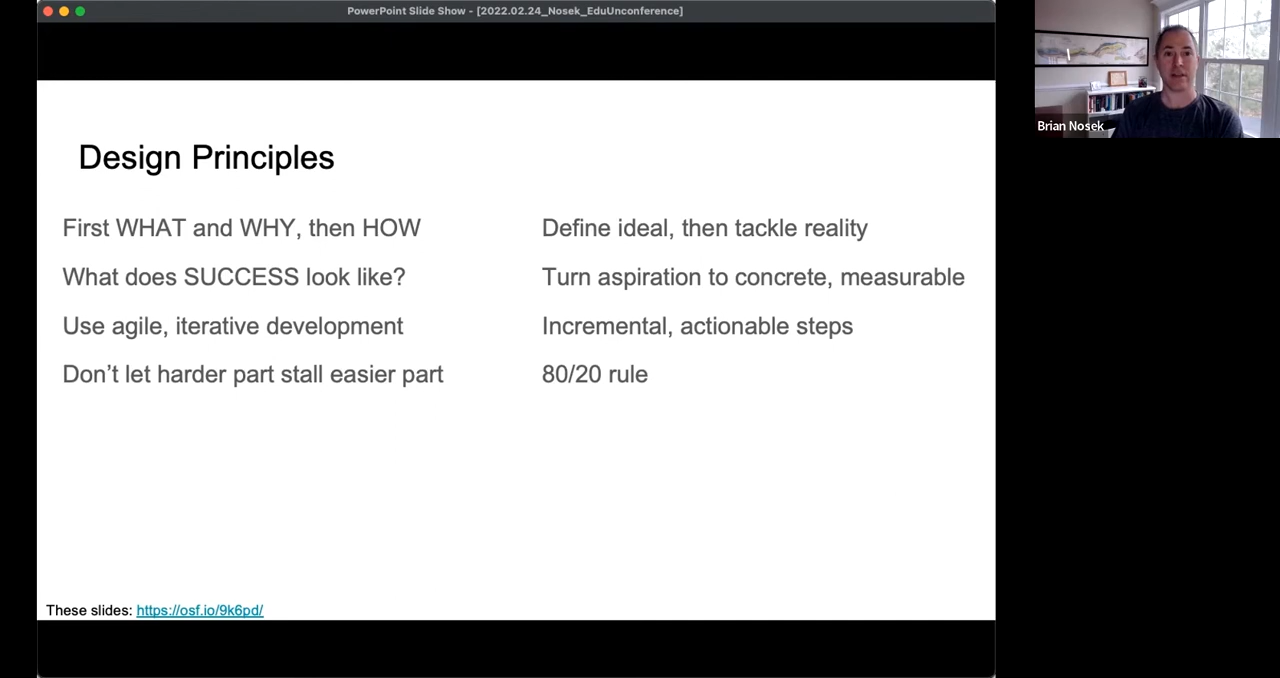 PowerPoint Slide Show - [2022.02.24_Nosek_EduUnconference]
Brian Nosek
Design Principles
First WHAT and WHY, then HOW
Define ideal, then tackle reality
What does SUCCESS look like?
Turn aspiration to concrete, measurable
Use agile, iterative development
Incremental, actionable steps
Don’t let harder part stall easier part
80/20 rule
These slides: https://osf.io/9k6pd/